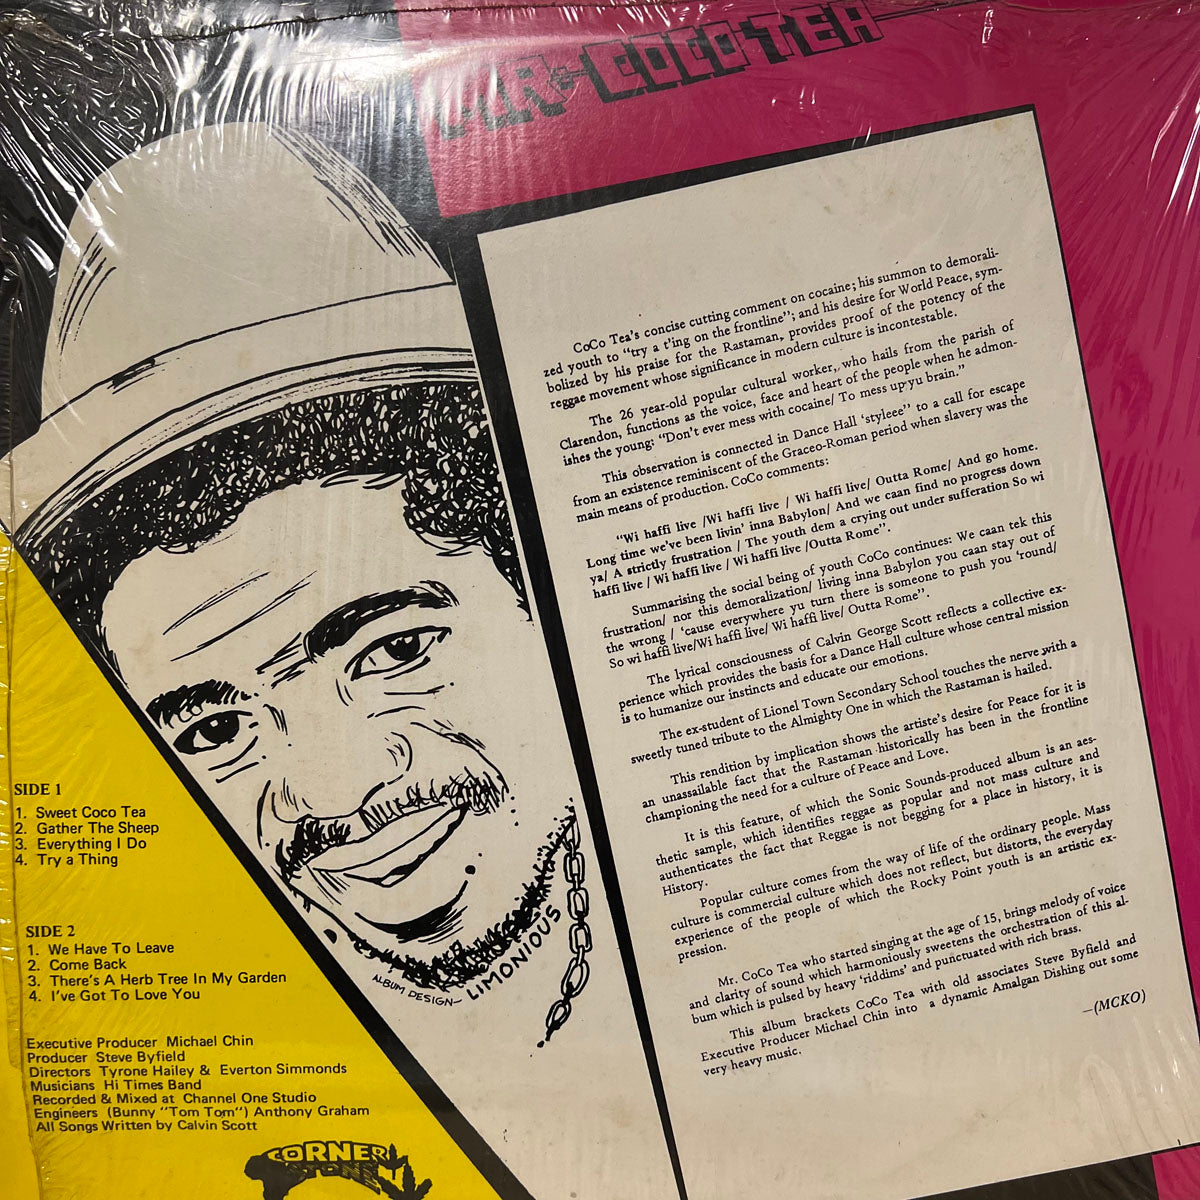 MR·COCO TEA
CoCo Tea's concise cutting comment on cocaine; his summon to demorali-
zed youth to "try a t'ing on the frontline"; and his desire for World Peace, sym-
bolized by his praise for the Rastaman, provides proof of the potency of the
reggae movement whose significance in modern culture is incontestable.
The 26 year-old popular cultural worker, who hails from the parish of
Clarendon, functions as the voice, face and heart of the people when he admon-
ishes the young: "Don't ever mess with cocaine/ To mess up yu brain."
This observation is connected in Dance Hall 'styleee" to a call for escape
from an existence reminiscent of the Graceo-Roman period when slavery was the
main means of production. CoCo comments:
"Wi haffi live /Wi haffi live / Wi haffi live/ Outta Rome/ And go home.
Long time we've been livin' inna Babylon/ And we caan find no progress down
ya/ A strictly frustration / The youth dem a crying out under sufferation So wi
haffi live / Wi haffi live / Wi haffi live /Outta Rome".
Summarising the social being of youth CoCo continues: We caan tek this
frustration/ nor this demoralization/ living inna Babylon you caan stay out of
the wrong / 'cause everywhere yu turn there is someone to push you 'round/
So wi haffi live/Wi haffi live/ Wi haffi live/ Outta Rome".
The lyrical consciousness of Calvin George Scott reflects a collective ex-
perience which provides the basis for a Dance Hall culture whose central mission
is to humanize our instincts and educate our emotions.
The ex-student of Lionel Town Secondary School touches the nerve with a
sweetly tuned tribute to the Almighty One in which the Rastaman is hailed.
This rendition by implication shows the artiste's desire for Peace for it is
an unassailable fact that the Rastaman historically has been in the frontline
championing the need for a culture of Peace and Love.
It is this feature, of which the Sonic Sounds-produced album is an aes-
thetic sample, which identifies reggae as popular and not mass culture and
authenticates the fact that Reggae is not begging for a place in history, it is
History.
Popular culture comes from the way of life of the ordinary people. Mass
culture is commercial culture which does not reflect, but distorts, the everyday
experience of the people of which the Rocky Point youth is an artistic ex-
pression.
Mr. CoCo Tea who started singing at the age of 15, brings melody of voice
and clarity of sound which harmoniously sweetens the orchestration of this al-
bum which is pulsed by heavy 'riddims' and punctuated with rich brass.
This album brackets CoCo Tea with old associates Steve Byfield and
Executive Producer Michael Chin into a dynamic Amalgan Dishing out some
very heavy music.
—(MCKO)
SIDE 1
1. Sweet Coco Tea
2. Gather The Sheep
3. Everything I Do
4. Try a Thing
SIDE 2
1. We Have To Leave
2. Come Back
3. There's A Herb Tree In My Garden
4. I've Got To Love You
Executive Producer Michael Chin
Producer Steve Byfield
Directors Tyrone Hailey & Everton Simmonds
Musicians Hi Times Band
Recorded & Mixed at Channel One Studio
Engineers (Bunny "Tom Tom") Anthony Graham
All Songs Written by Calvin Scott
ALBUM DESIGN— LIMONIOUS
CORNER
STONE